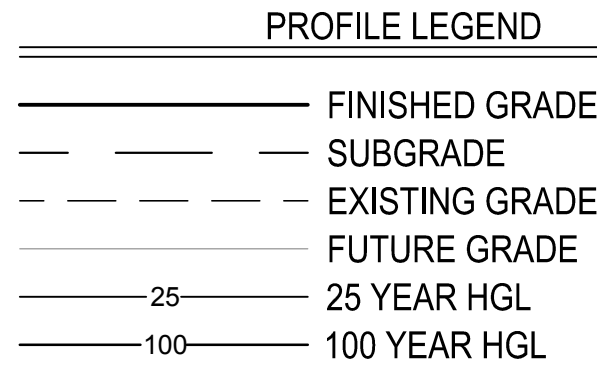 PROFILE LEGEND
FINISHED GRADE
SUBGRADE
EXISTING GRADE
FUTURE GRADE
25 25 YEAR HGL
100 100 YEAR HGL